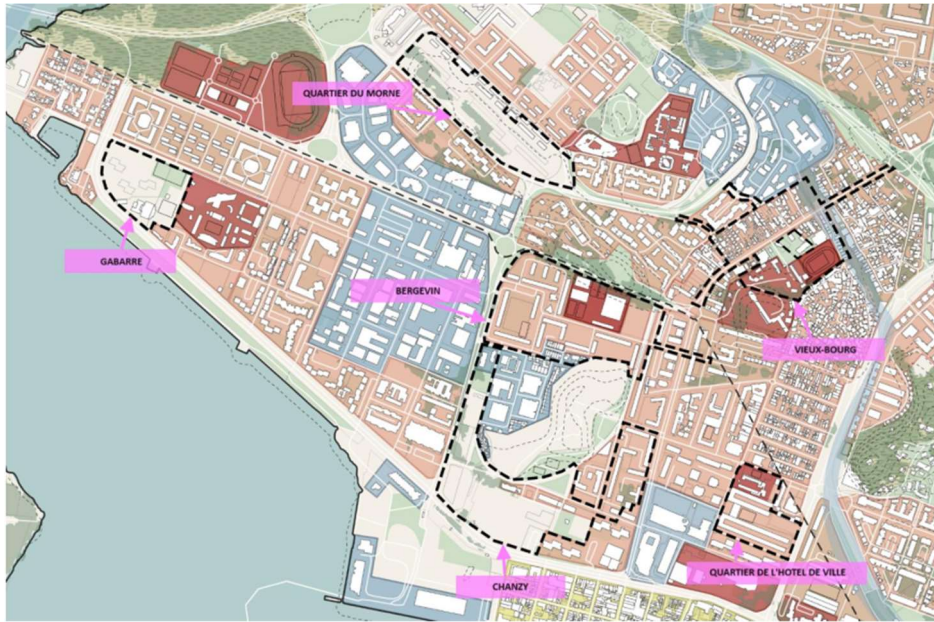 QUARTIER DU MORNE
GABARRE
BERGEVIN
VIEUX-BOURG
QUARTIER DE L'HOTEL DE VILLE
CHANZY